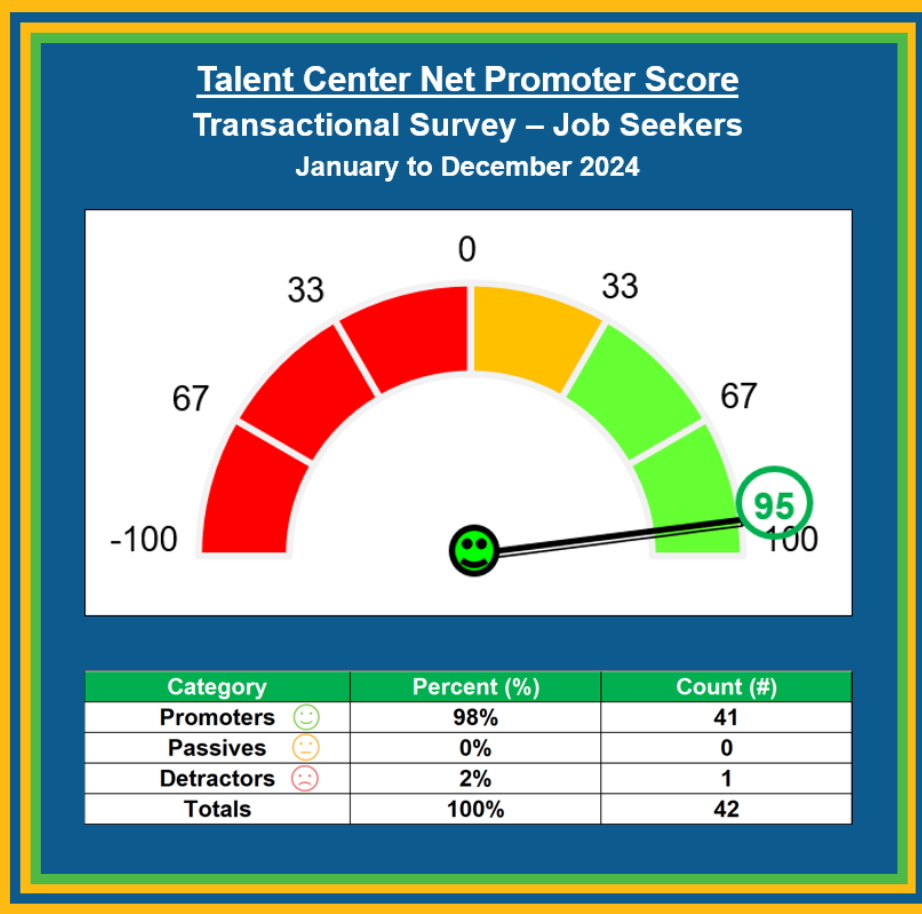 Talent Center Net Promoter Score
Transactional Survey – Job Seekers
January to December 2024
0
33
33
67
67
95
-100
100
Category Percent (%) Count (#)
Promoters 98% 41
Passives 0% 0
Detractors 2% 1
Totals 100% 42